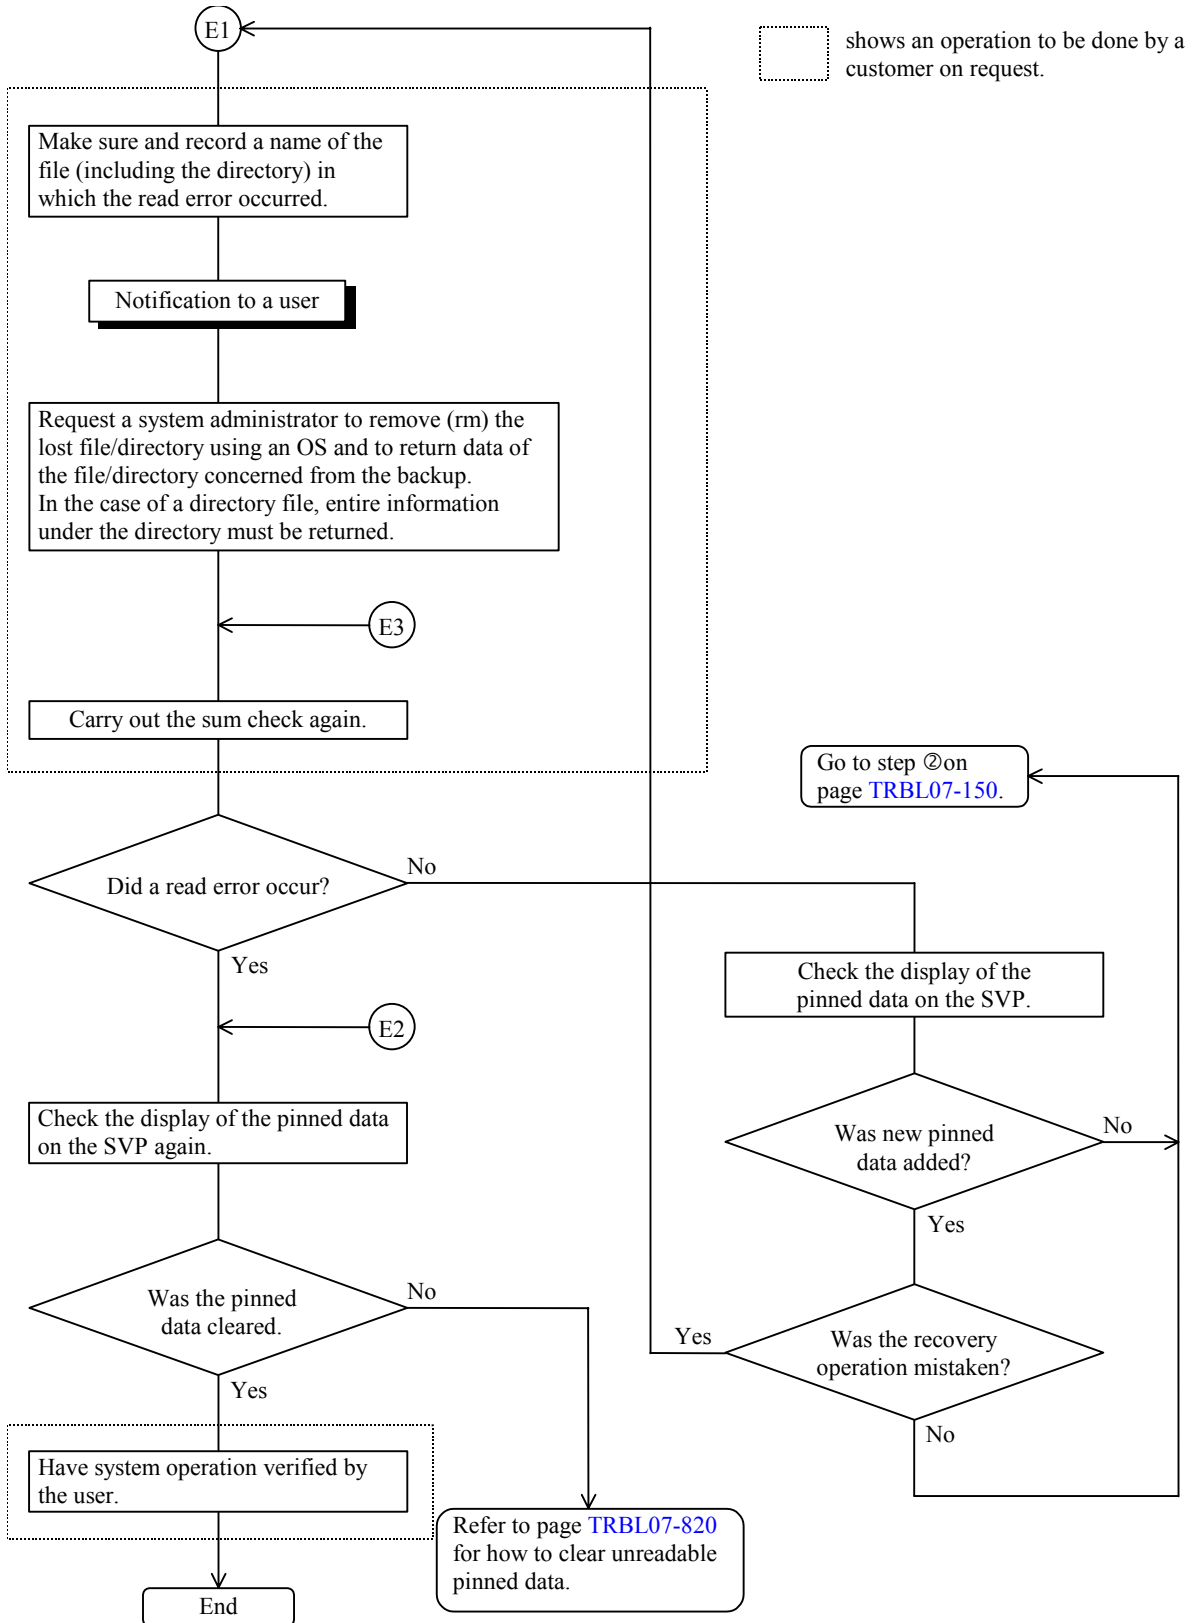 E1
shows an operation to be done by a
customer on request.
Make sure and record a name of the
file (including the directory) in
which the read error occurred.
Notification to a user
Request a system administrator to remove (rm) the
lost file/directory using an OS and to return data of
the file/directory concerned from the backup.
In the case of a directory file, entire information
under the directory must be returned.
E3
Carry out the sum check again.
Go to step ②on
page TRBL07-150.
Did a read error occur?
No
Yes
Check the display of the
pinned data on the SVP.
E2
Check the display of the pinned data
on the SVP again.
Was new pinned
data added?
No
Yes
Was the pinned
data cleared.
No
Yes
Was the recovery
operation mistaken?
Yes
No
Have system operation verified by
the user.
Refer to page TRBL07-820
for how to clear unreadable
pinned data.
End